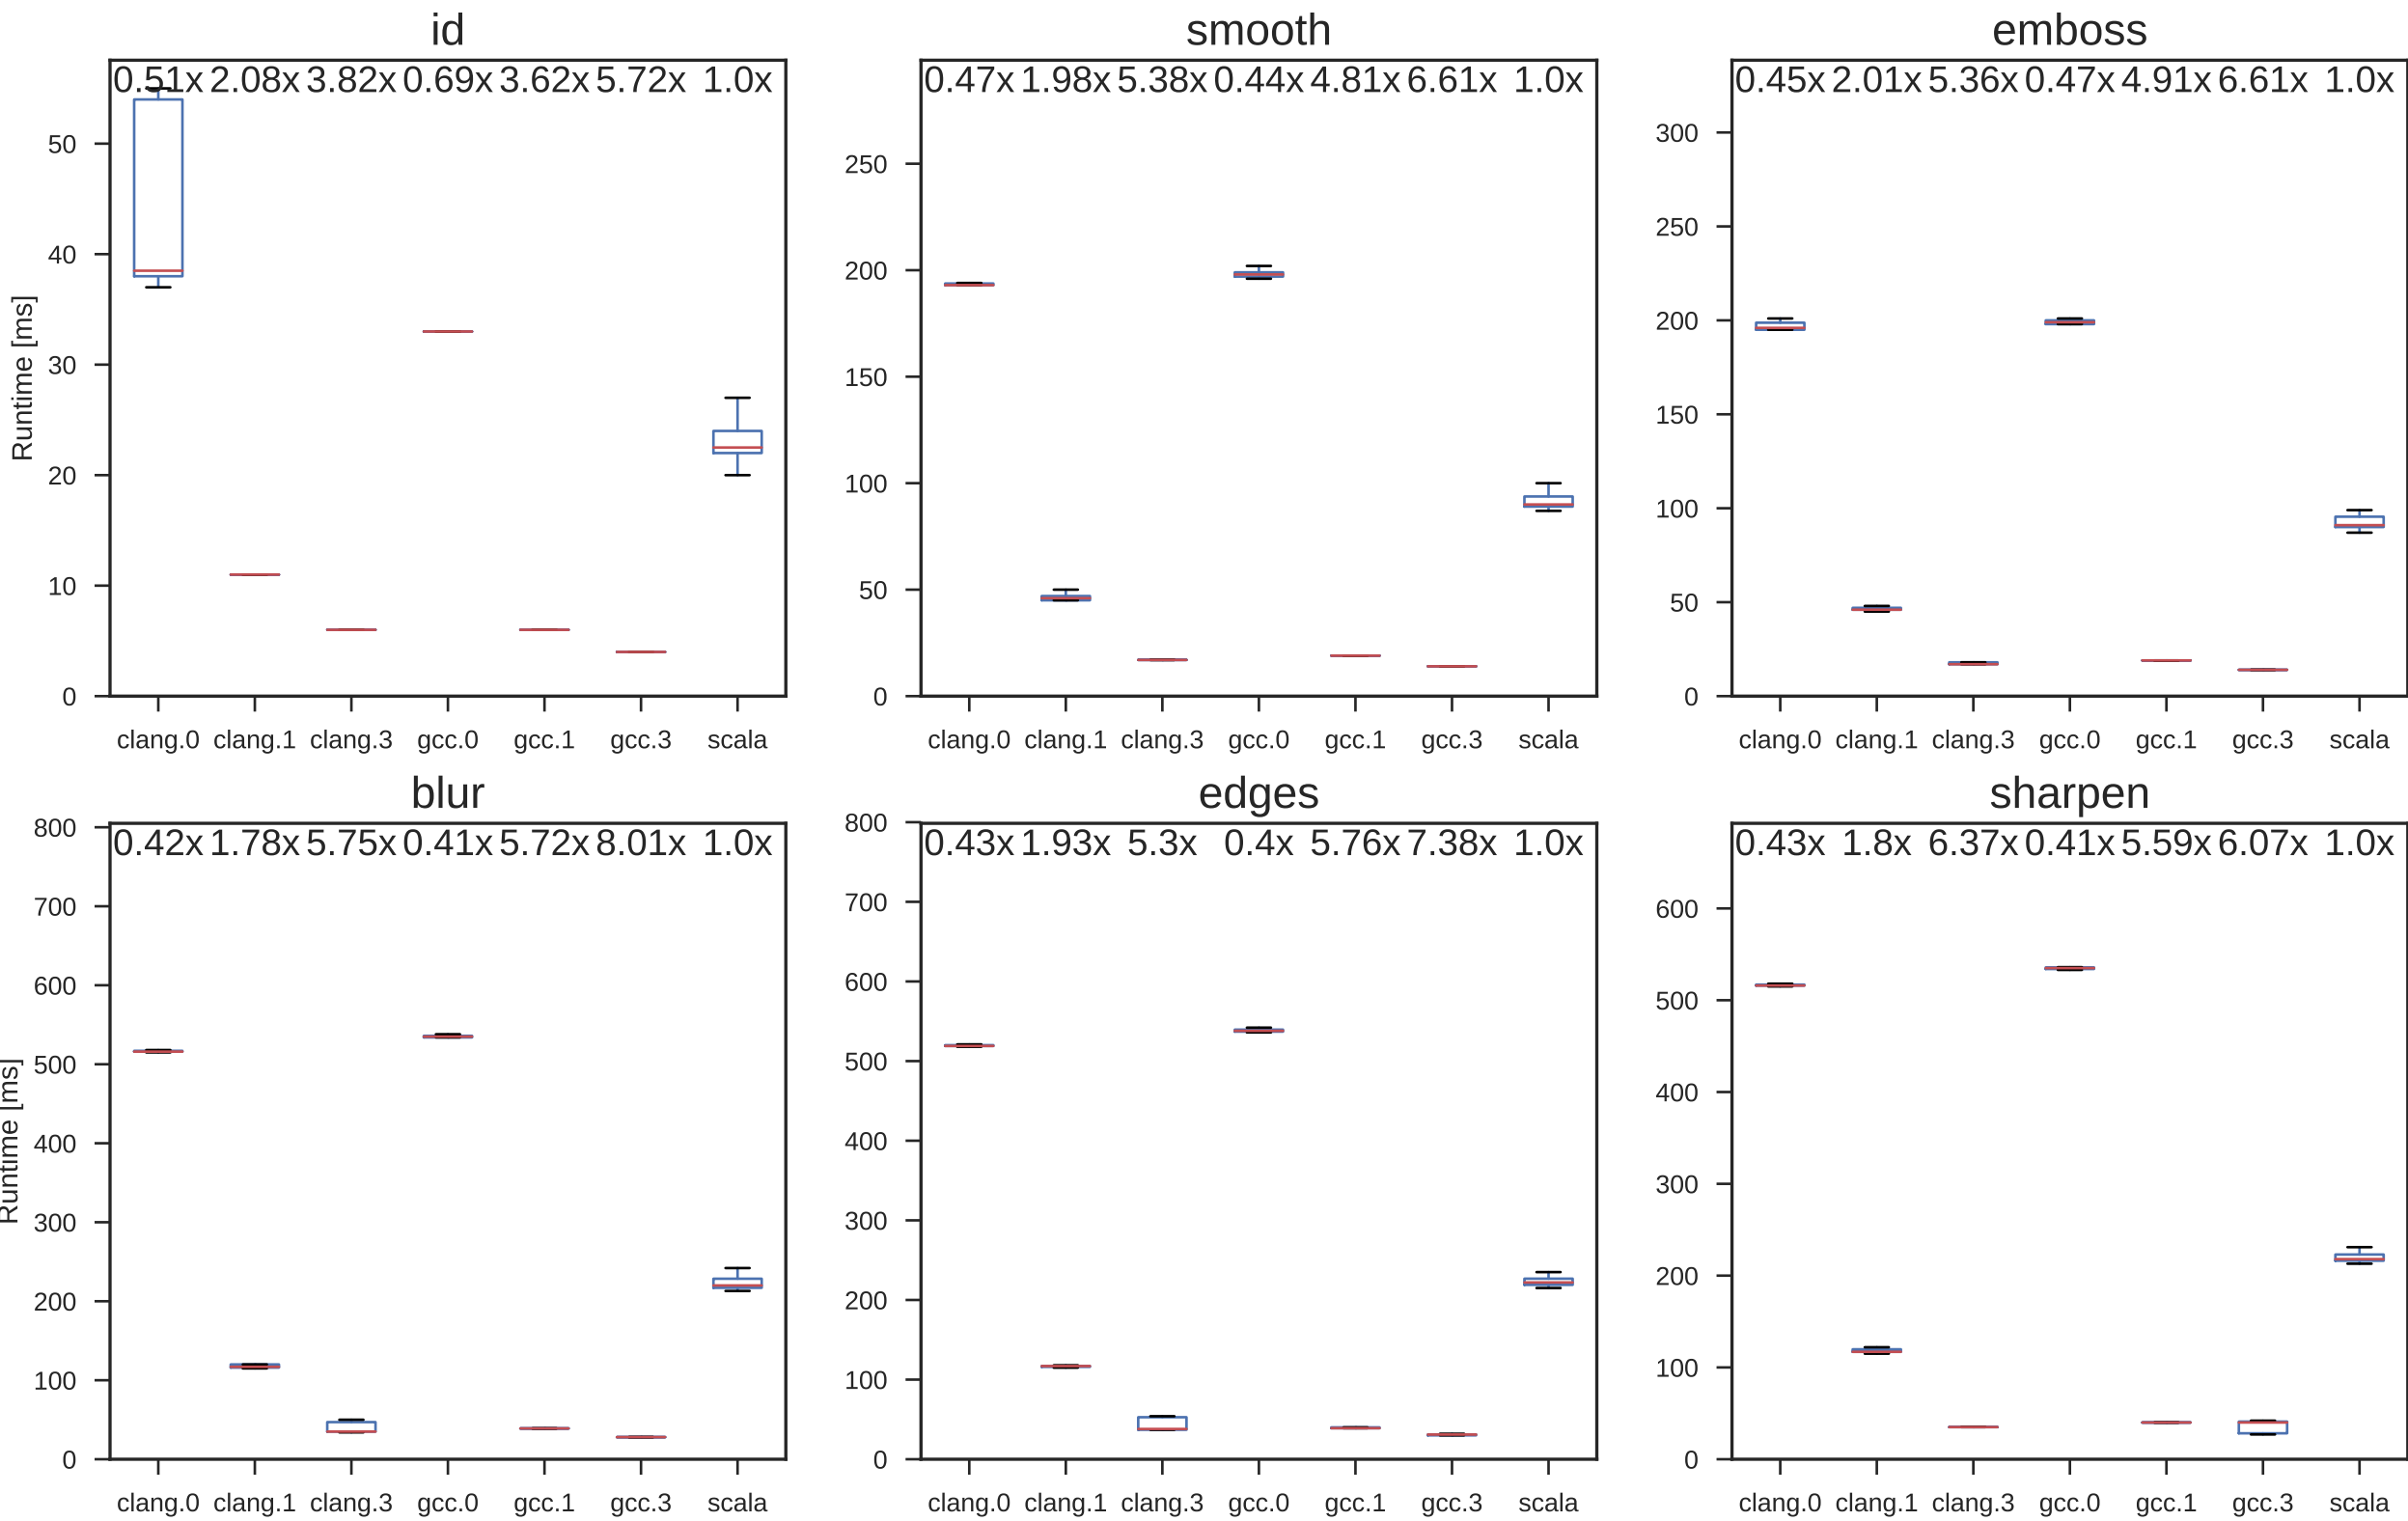 id
0.51x 2.08x 3.82x 0.69x 3.62x 5.72x 1.0x
Runtime [ms]
50
40
30
20
10
0
clang.0 clang.1 clang.3 gcc.0 gcc.1 gcc.3 scala
smooth
0.47x 1.98x 5.38x 0.44x 4.81x 6.61x 1.0x
250
200
150
100
50
0
clang.0 clang.1 clang.3 gcc.0 gcc.1 gcc.3 scala
emboss
0.45x 2.01x 5.36x 0.47x 4.91x 6.61x 1.0x
300
250
200
150
100
50
0
clang.0 clang.1 clang.3 gcc.0 gcc.1 gcc.3 scala
blur
0.42x 1.78x 5.75x 0.41x 5.72x 8.01x 1.0x
Runtime [ms]
800
700
600
500
400
300
200
100
0
clang.0 clang.1 clang.3 gcc.0 gcc.1 gcc.3 scala
edges
0.43x 1.93x 5.3x 0.4x 5.76x 7.38x 1.0x
800
700
600
500
400
300
200
100
0
clang.0 clang.1 clang.3 gcc.0 gcc.1 gcc.3 scala
sharpen
0.43x 1.8x 6.37x 0.41x 5.59x 6.07x 1.0x
600
500
400
300
200
100
0
clang.0 clang.1 clang.3 gcc.0 gcc.1 gcc.3 scala